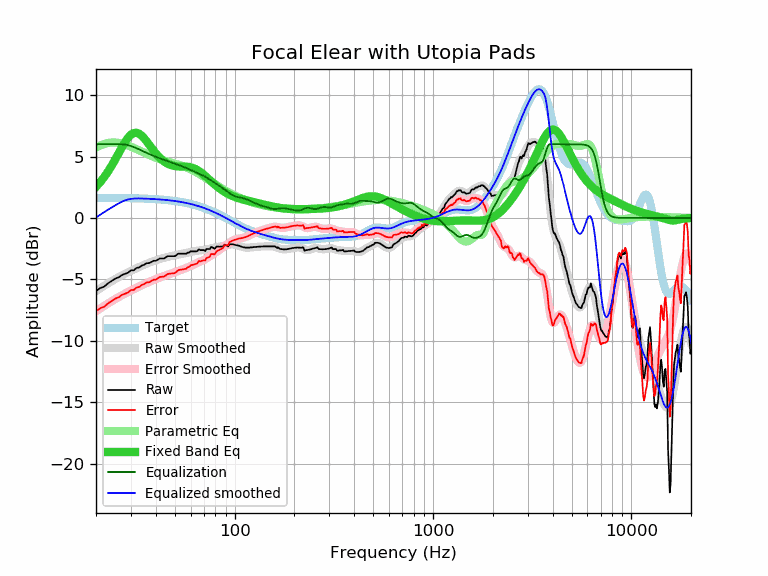 Focal Elear with Utopia Pads
10
5
0
−5
−10
−15
−20
Amplitude (dBr)
Target
Raw Smoothed
Error Smoothed
Raw
Error
Parametric Eq
Fixed Band Eq
Equalization
Equalized smoothed
100
1000
10000
Frequency (Hz)